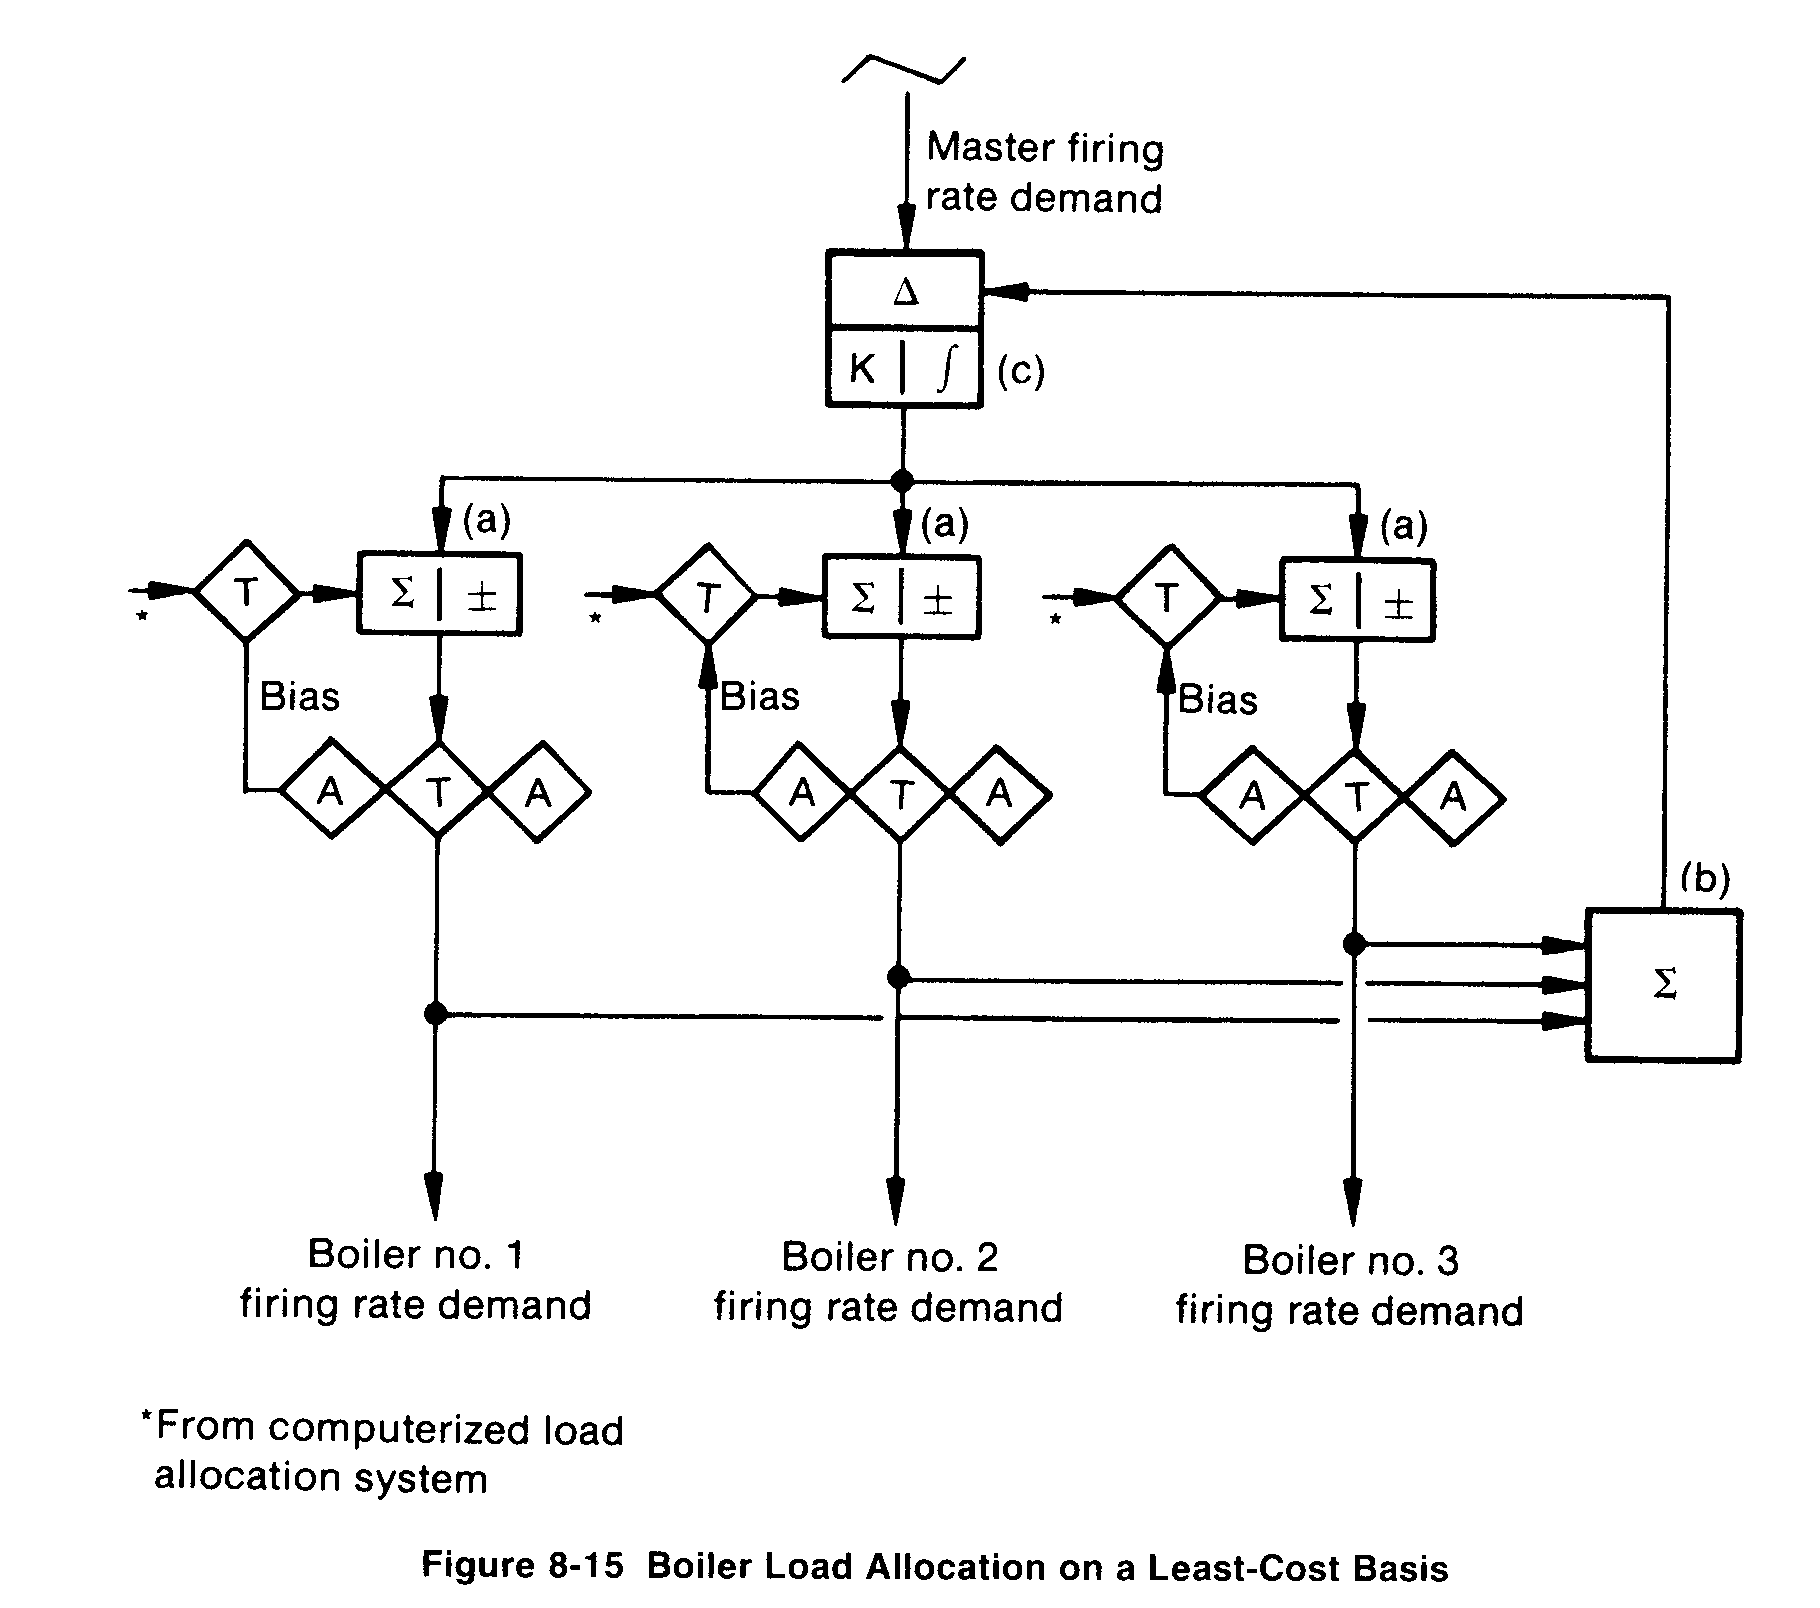 Master firing
rate demand
Δ
K | ∫ (c)
(a) (a) (a)
* T Σ | ± * T Σ | ± * T Σ | ±
Bias Bias Bias
A T A A T A A T A
(b)
Σ
Boiler no. 1
firing rate demand
Boiler no. 2
firing rate demand
Boiler no. 3
firing rate demand
*From computerized load
allocation system
Figure 8-15 Boiler Load Allocation on a Least-Cost Basis